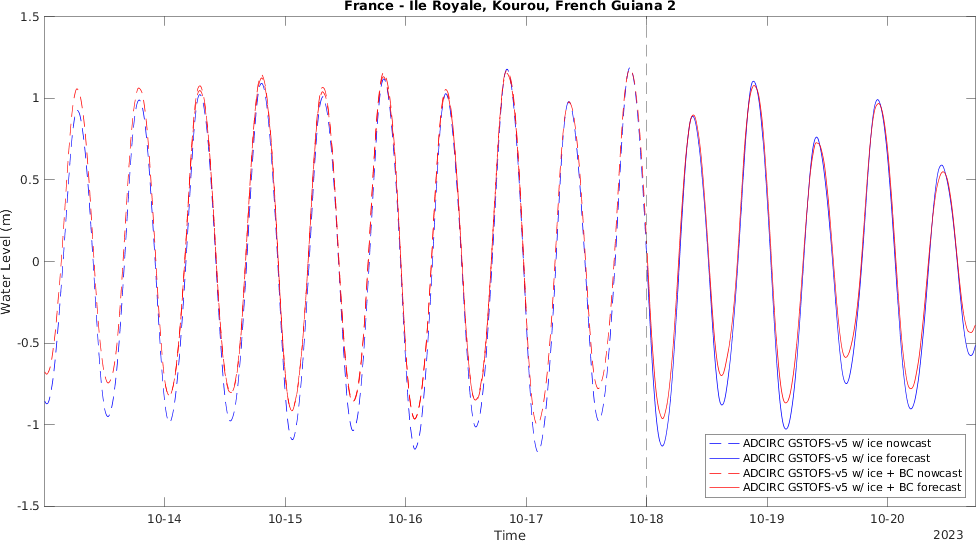 France - Ile Royale, Kourou, French Guiana 2
Water Level (m)
1.5
1
0.5
0
-0.5
-1
-1.5
10-14
10-15
10-16
10-17
10-18
10-19
10-20
Time
2023
ADCIRC GSTOFS-v5 w/ ice nowcast
ADCIRC GSTOFS-v5 w/ ice forecast
ADCIRC GSTOFS-v5 w/ ice + BC nowcast
ADCIRC GSTOFS-v5 w/ ice + BC forecast